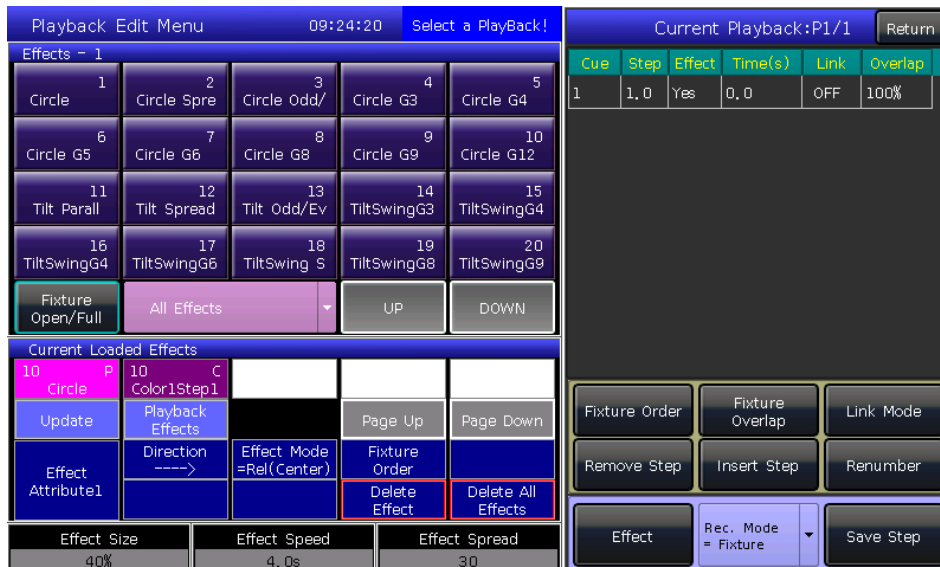 Playback Edit Menu 09:24:20 Select a PlayBack!
Effects - 1
1 2 3 4 5
Circle Circle Spre Circle Odd/ Circle G3 Circle G4
6 7 8 9 10
Circle G5 Circle G6 Circle G8 Circle G9 Circle G12
11 12 13 14 15
Tilt Parall Tilt Spread Tilt Odd/Ev TiltSwingG3 TiltSwingG4
16 17 18 19 20
TiltSwingG4 TiltSwingG6 TiltSwing S TiltSwingG8 TiltSwingG9
Fixture
Open/Full
All Effects
UP
DOWN
Current Loaded Effects
10 P
Circle
10 C
Color1Step1
Update
Playback
Effects
Page Up
Page Down
Effect
Attribute1
Direction
---->
Effect Mode
=Rel(Center)
Fixture
Order
Delete
Effect
Delete All
Effects
Effect Size Effect Speed Effect Spread
40% 4.0s 30
Current Playback:P1/1
Return
Cue Step Effect Time(s) Link Overlap
1 1.0 Yes 0.0 OFF 100%
Fixture Order
Fixture
Overlap
Link Mode
Remove Step
Insert Step
Renumber
Effect
Rec. Mode
= Fixture
Save Step